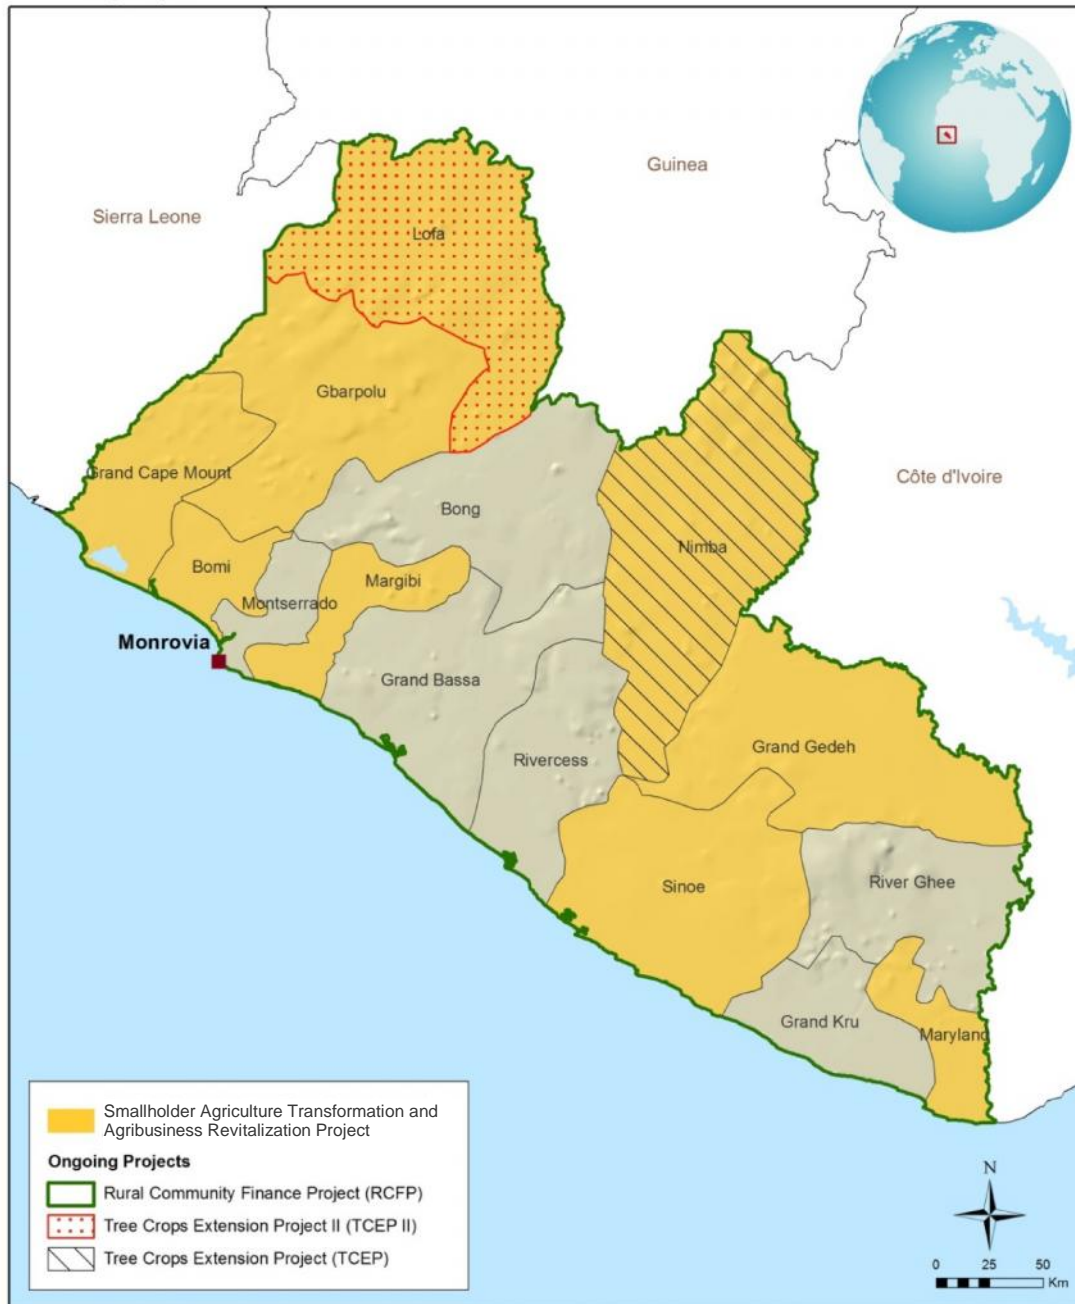 Guinea
Sierra Leone
Lofa
Gbarpolu
Grand Cape Mount
Côte d'Ivoire
Bong
Nimba
Bomi
Margibi
Montserrado
Monrovia
Grand Bassa
Grand Gedeh
Rivercess
River Ghee
Sinoe
Grand Kru
Maryland
Smallholder Agriculture Transformation and
Agribusiness Revitalization Project
Ongoing Projects
Rural Community Finance Project (RCFP)
Tree Crops Extension Project II (TCEP II)
Tree Crops Extension Project (TCEP)
N
0 25 50
Km